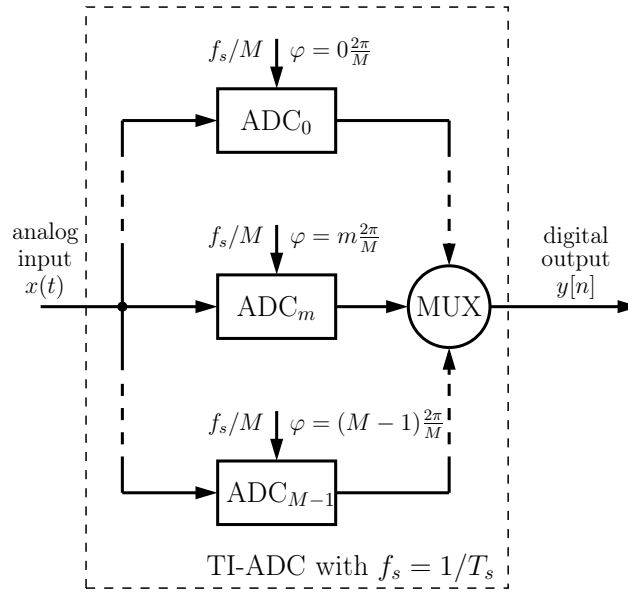 f_s/M φ = 0 2π/M
ADC_0
analog
input
x(t)
f_s/M φ = m 2π/M
ADC_m
MUX
digital
output
y[n]
f_s/M φ = (M − 1) 2π/M
ADC_{M−1}
TI-ADC with f_s = 1/T_s